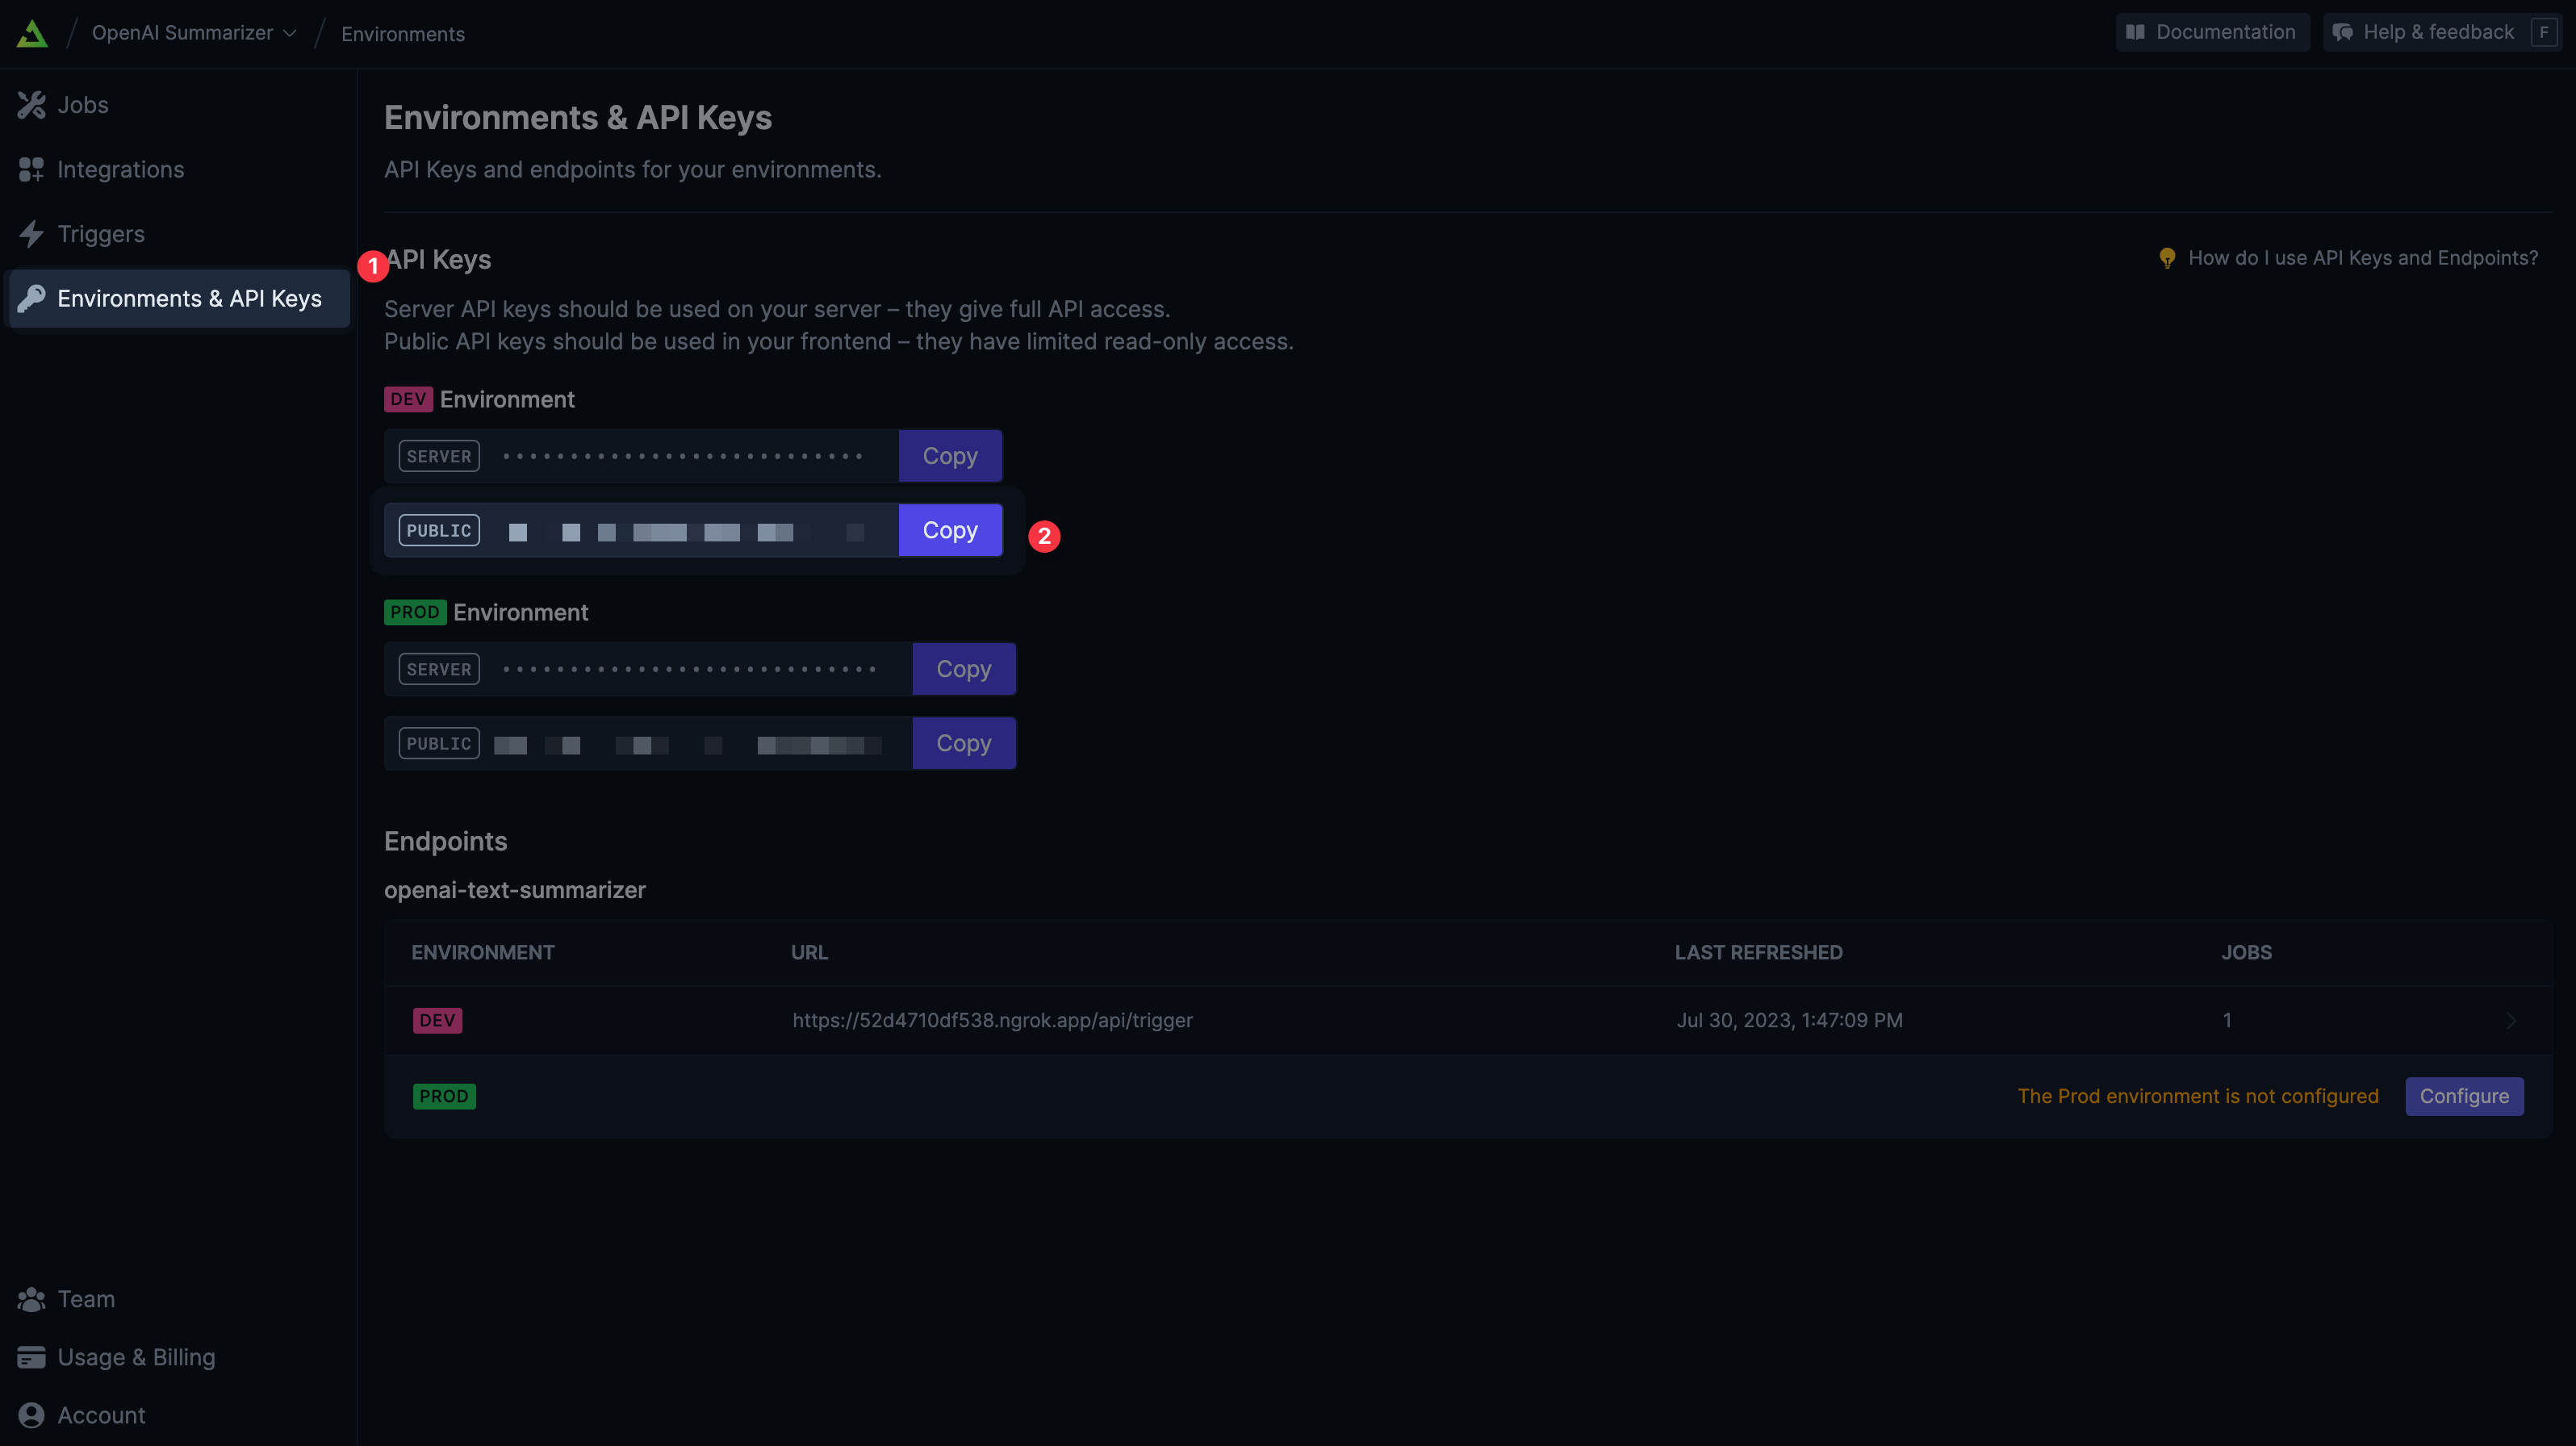 OpenAI Summarizer
Environments
Documentation
Help & feedback
F
Jobs
Integrations
Triggers
Environments & API Keys
Team
Usage & Billing
Account
Environments & API Keys
API Keys and endpoints for your environments.
1
API Keys
How do I use API Keys and Endpoints?
Server API keys should be used on your server – they give full API access.
Public API keys should be used in your frontend – they have limited read-only access.
DEV Environment
SERVER •••••••••••••••••••••••••••  Copy
PUBLIC Copy
2
PROD Environment
SERVER •••••••••••••••••••••••••••• Copy
PUBLIC Copy
Endpoints
openai-text-summarizer
ENVIRONMENT URL LAST REFRESHED JOBS
DEV https://52d4710df538.ngrok.app/api/trigger Jul 30, 2023, 1:47:09 PM 1
PROD The Prod environment is not configured Configure